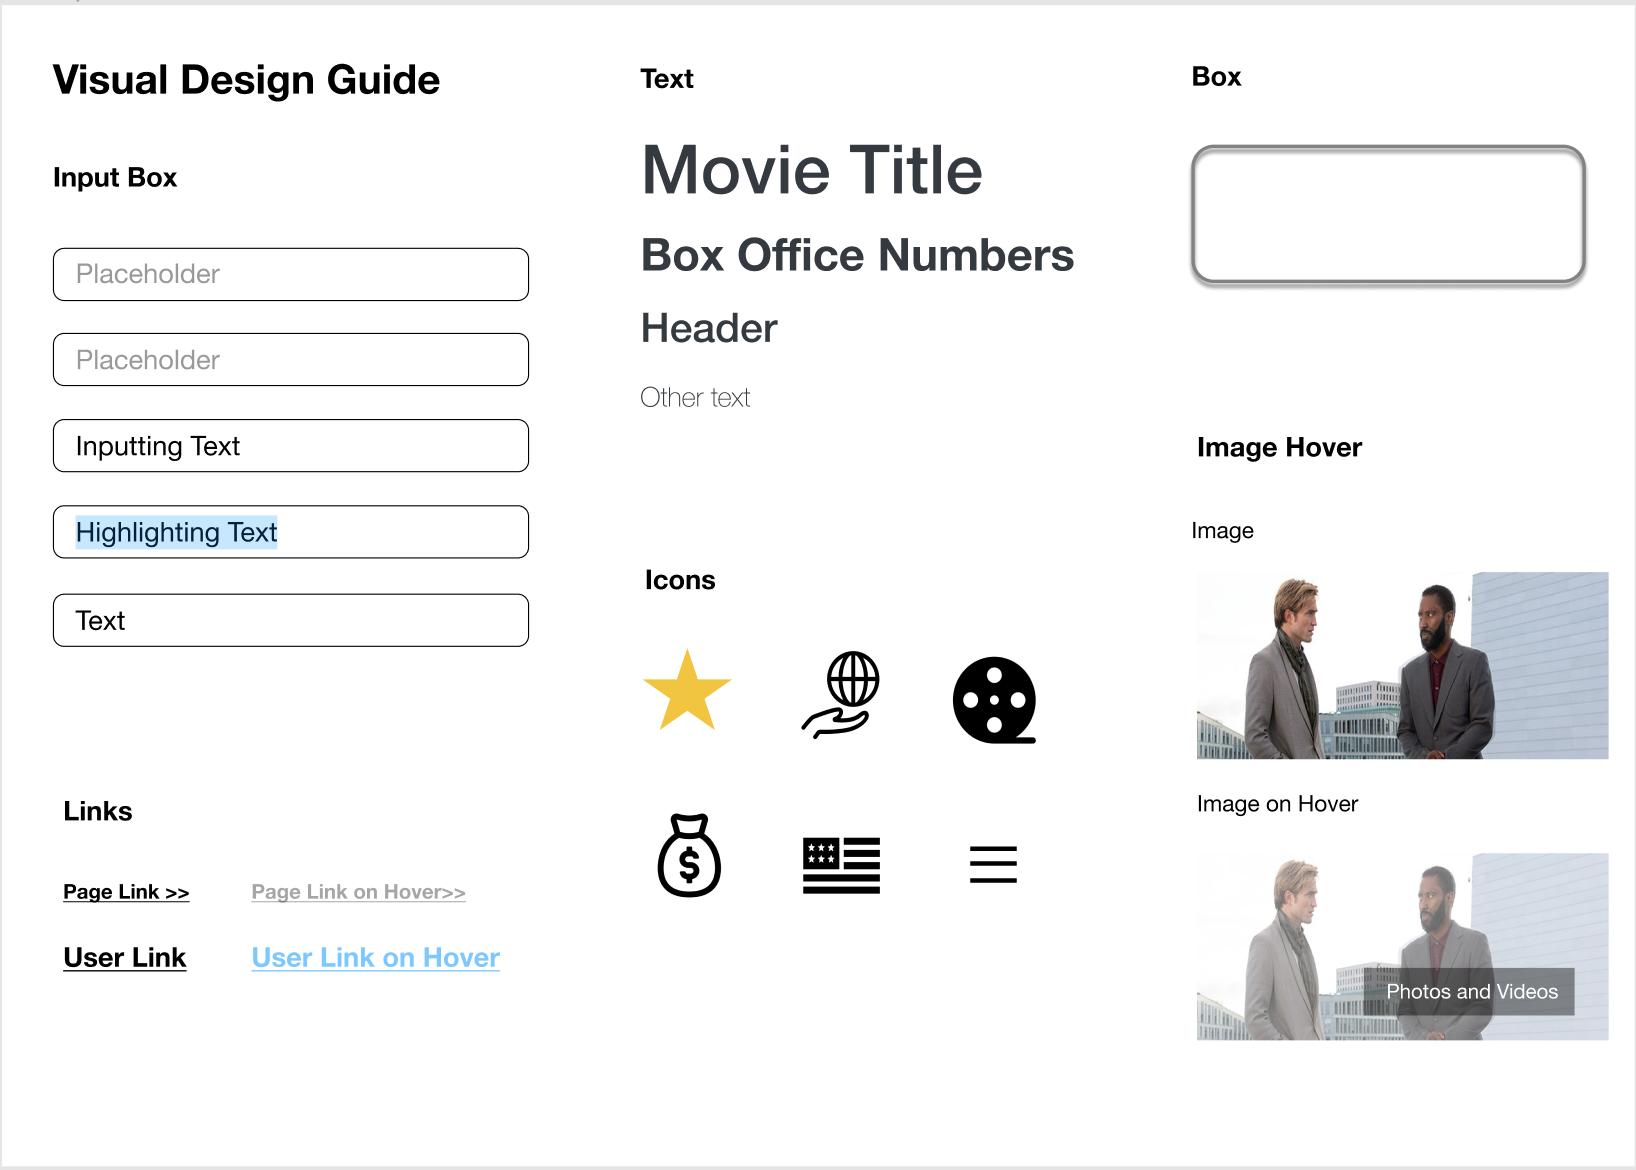 Visual Design Guide
Input Box
Placeholder
Placeholder
Inputting Text
Highlighting Text
Text
Links
Page Link >>
Page Link on Hover>>
User Link
User Link on Hover
Text
Movie Title
Box Office Numbers
Header
Other text
Icons
$
Box
Image Hover
Image
Image on Hover
Photos and Videos